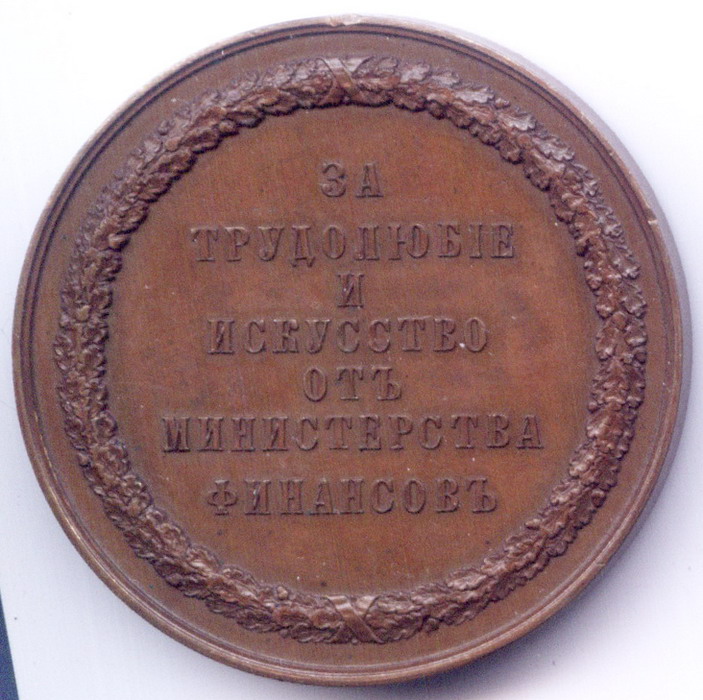 ЗА
ТРУДОЛЮБІЕ
И
ИСКУССТВО
ОТЪ
МИНИСТЕРСТВА
ФИНАНСОВЪ